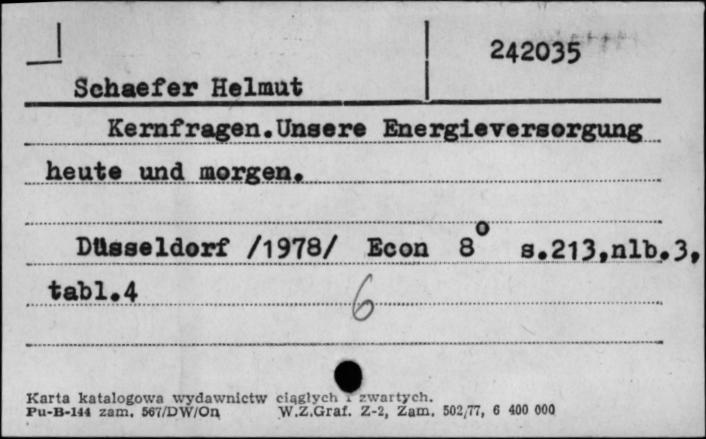 242035
Schaefer Helmut
Kernfragen.Unsere Energieversorgung
heute und morgen.
Düsseldorf /1978/ Econ 8° s.213,nlb.3,
tabl.4
6
Karta katalogowa wydawnictw ciągłych i zwartych.
Pu-B-144 zam. 567/DW/On W.Z.Graf. Z-2, Zam. 502/77, 6 400 000